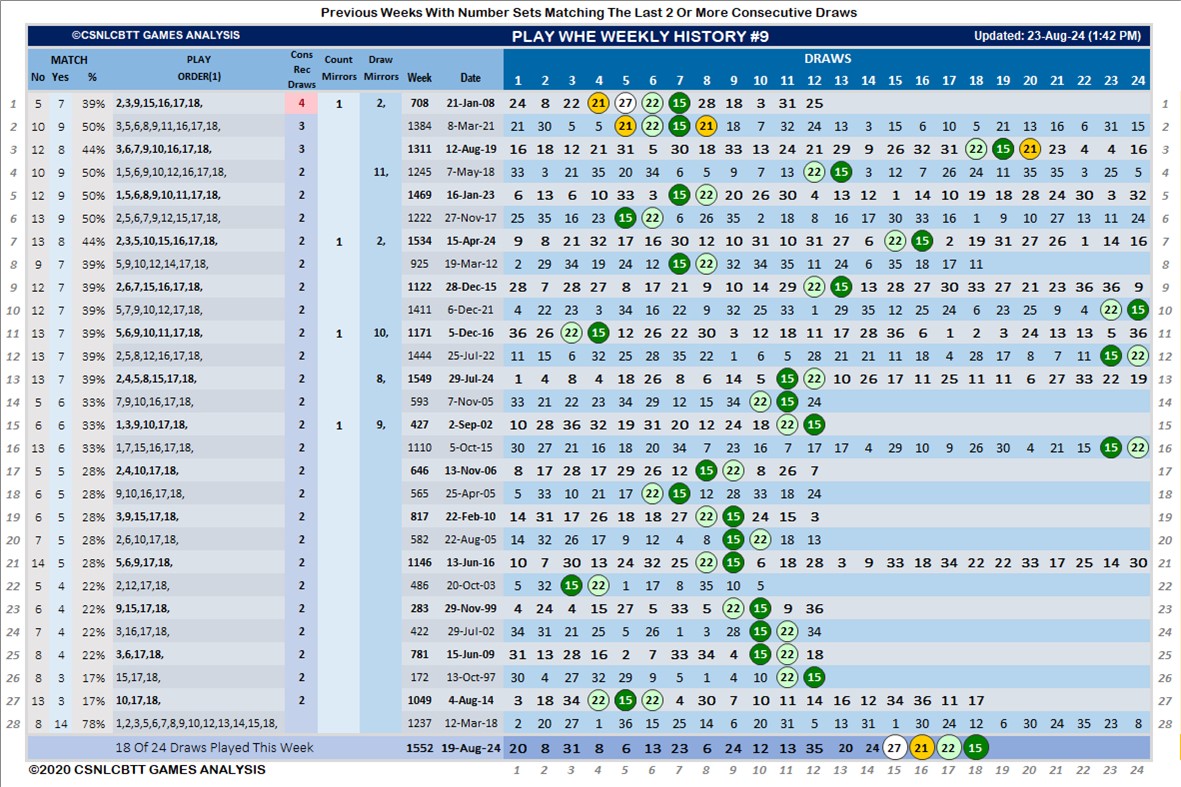 Previous Weeks With Number Sets Matching The Last 2 Or More Consecutive Draws
©CSNLCBTT GAMES ANALYSIS PLAY WHE WEEKLY HISTORY #9 Updated: 23-Aug-24 (1:42 PM)
MATCH PLAY Cons Count Draw DRAWS
No Yes % ORDER(1) Rec Draws Mirrors Mirrors Week Date 1 2 3 4 5 6 7 8 9 10 11 12 13 14 15 16 17 18 19 20 21 22 23 24
1 5 7 39% 2,3,9,15,16,17,18, 4 1 2, 708 21-Jan-08 24 8 22 21 27 22 15 28 18 3 31 25 1
2 10 9 50% 3,5,6,8,9,11,16,17,18, 3 1384 8-Mar-21 21 30 5 5 21 22 15 21 18 7 32 24 13 3 15 6 10 5 21 13 16 6 31 15 2
3 12 8 44% 3,6,7,9,10,16,17,18, 3 1311 12-Aug-19 16 18 12 21 31 5 30 18 33 13 24 21 29 9 26 32 31 22 15 21 23 4 4 16 3
4 10 9 50% 1,5,6,9,10,12,16,17,18, 2 11, 1245 7-May-18 33 3 21 35 20 34 6 5 9 7 13 22 15 3 12 7 26 24 11 35 35 3 25 5 4
5 12 9 50% 1,5,6,8,9,10,11,17,18, 2 1469 16-Jan-23 6 13 6 10 33 3 15 22 20 26 30 4 13 12 1 14 10 19 18 28 24 30 3 32 5
6 13 9 50% 2,5,6,7,9,12,15,17,18, 2 1222 27-Nov-17 25 35 16 23 15 22 6 26 35 2 18 8 16 17 30 33 16 1 9 10 27 13 11 24 6
7 13 8 44% 2,3,5,10,15,16,17,18, 2 1 2, 1534 15-Apr-24 9 8 21 32 17 16 30 12 10 31 10 31 27 6 22 15 2 19 31 27 26 1 14 16 7
8 9 7 39% 5,9,10,12,14,17,18, 2 925 19-Mar-12 2 29 34 19 24 12 15 22 32 34 35 11 24 6 35 18 17 11 8
9 12 7 39% 2,6,7,15,16,17,18, 2 1122 28-Dec-15 28 7 28 27 8 17 21 9 10 14 29 22 15 13 28 27 30 33 27 21 23 36 36 9 9
10 12 7 39% 5,7,9,10,12,17,18, 2 1411 6-Dec-21 4 32 23 34 16 22 9 32 25 33 1 29 35 12 25 24 6 23 25 9 4 22 15 10
11 13 7 39% 5,6,9,10,11,17,18, 2 1 10, 1171 5-Dec-16 36 26 22 15 12 26 22 30 3 12 18 11 17 28 36 6 1 2 3 20 13 13 5 36 11
12 13 7 39% 2,5,8,12,16,17,18, 2 1444 25-Jul-22 11 15 6 32 25 28 35 22 1 6 5 28 21 21 11 18 4 28 17 8 7 11 15 22 12
13 13 7 39% 2,4,5,8,15,17,18, 2 8, 1549 29-Jul-24 1 4 8 4 18 26 8 6 14 5 15 22 10 26 17 11 25 11 11 6 27 33 22 19 13
14 5 6 33% 7,9,10,16,17,18, 2 593 7-Nov-05 33 21 22 23 34 29 12 15 34 22 15 24 14
15 6 6 33% 1,3,9,10,17,18, 2 1 9, 427 2-Sep-02 10 28 36 32 19 31 20 12 24 18 22 15 15
16 13 6 33% 1,7,15,16,17,18, 2 1110 5-Oct-15 30 27 21 16 18 20 34 7 23 16 7 17 17 4 29 10 9 26 30 4 21 15 15 22 16
17 5 5 28% 2,4,10,17,18, 2 646 13-Nov-06 8 17 28 17 29 26 12 15 22 8 26 7 17
18 6 5 28% 9,10,16,17,18, 2 565 25-Apr-05 5 33 10 21 17 22 15 12 28 33 18 24 18
19 6 5 28% 3,9,15,17,18, 2 817 22-Feb-10 14 31 17 26 18 18 27 22 15 24 15 3 19
20 7 5 28% 2,6,10,17,18, 2 582 22-Aug-05 14 32 26 17 9 12 4 8 15 22 18 13 20
21 14 5 28% 5,6,9,17,18, 2 1146 13-Jun-16 10 7 30 13 24 32 25 22 15 6 18 28 3 9 33 18 34 22 22 33 17 25 14 30 21
22 5 4 22% 2,12,17,18, 2 486 20-Oct-03 5 32 15 22 1 17 8 35 10 5 22
23 6 4 22% 9,15,17,18, 2 283 29-Nov-99 4 24 4 15 27 5 33 5 22 15 9 36 23
24 7 4 22% 3,16,17,18, 2 422 29-Jul-02 34 31 21 25 5 26 1 3 28 15 22 34 24
25 8 4 22% 3,6,17,18, 2 781 15-Jun-09 31 13 28 16 2 7 33 34 4 15 22 18 25
26 8 3 17% 15,17,18, 2 172 13-Oct-97 30 4 27 32 29 9 5 1 4 10 22 15 26
27 13 3 17% 10,17,18, 2 1049 4-Aug-14 3 18 34 22 15 22 4 30 7 10 11 14 16 12 34 36 11 17 27
28 8 14 78% 1,2,3,5,6,7,8,9,10,12,13,14,15,18, 1237 12-Mar-18 2 20 27 1 36 15 25 14 6 20 31 5 13 31 1 30 24 12 6 30 24 35 23 8 28
18 Of 24 Draws Played This Week 1552 19-Aug-24 20 8 31 8 6 13 23 6 24 12 13 35 20 24 27 21 22 15
©2020 CSNLCBTT GAMES ANALYSIS 1 2 3 4 5 6 7 8 9 10 11 12 13 14 15 16 17 18 19 20 21 22 23 24